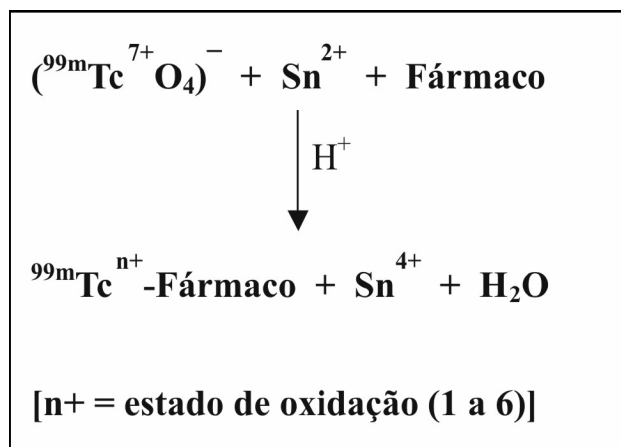 (⁹⁹ᵐTc⁷⁺O₄)⁻ + Sn²⁺ + Fármaco
H⁺
⁹⁹ᵐTcⁿ⁺-Fármaco + Sn⁴⁺ + H₂O
[n+ = estado de oxidação (1 a 6)]